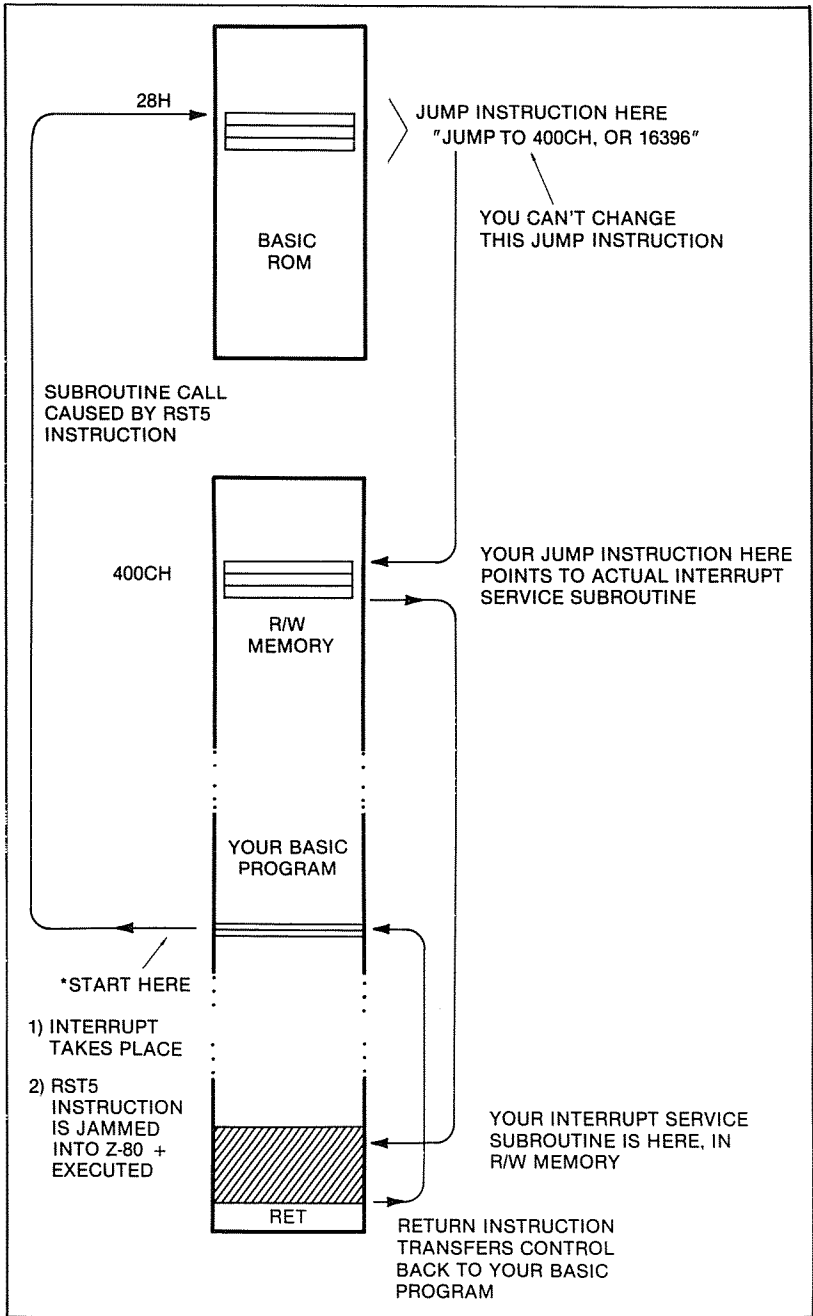 28H
JUMP INSTRUCTION HERE
"JUMP TO 400CH, OR 16396"
YOU CAN'T CHANGE
THIS JUMP INSTRUCTION
BASIC
ROM
SUBROUTINE CALL
CAUSED BY RST5
INSTRUCTION
400CH
YOUR JUMP INSTRUCTION HERE
POINTS TO ACTUAL INTERRUPT
SERVICE SUBROUTINE
R/W
MEMORY
YOUR BASIC
PROGRAM
*START HERE
1) INTERRUPT
TAKES PLACE
2) RST5
INSTRUCTION
IS JAMMED
INTO Z-80 +
EXECUTED
YOUR INTERRUPT SERVICE
SUBROUTINE IS HERE, IN
R/W MEMORY
RET
RETURN INSTRUCTION
TRANSFERS CONTROL
BACK TO YOUR BASIC
PROGRAM